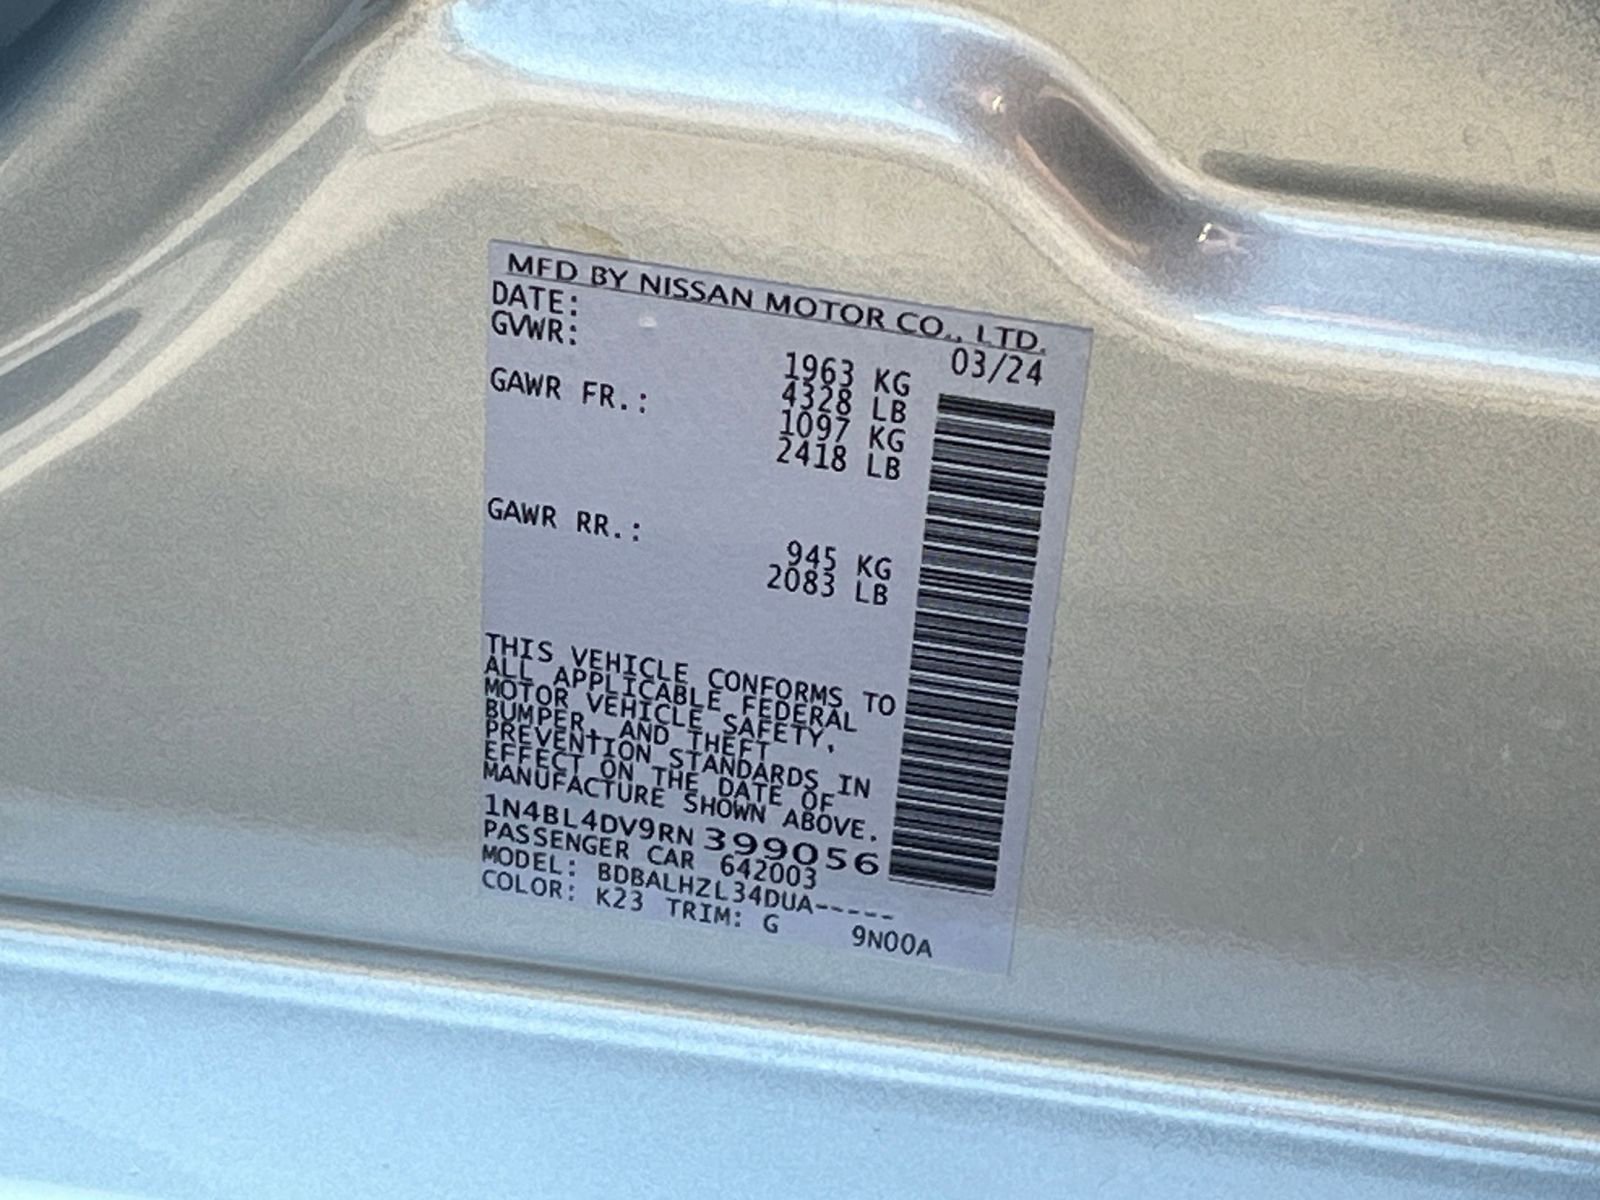 MFD BY NISSAN MOTOR CO., LTD.
DATE: 03/24
GVWR: 1963 KG
4328 LB
GAWR FR.: 1097 KG
2418 LB
GAWR RR.: 945 KG
2083 LB
THIS VEHICLE CONFORMS TO
ALL APPLICABLE FEDERAL
MOTOR VEHICLE SAFETY,
BUMPER, AND THEFT
PREVENTION STANDARDS IN
EFFECT ON THE DATE OF
MANUFACTURE SHOWN ABOVE.
1N4BL4DV9RN 399056
PASSENGER CAR 642003
MODEL: BDBALHZL34DUA-----
COLOR: K23 TRIM: G 9N00A